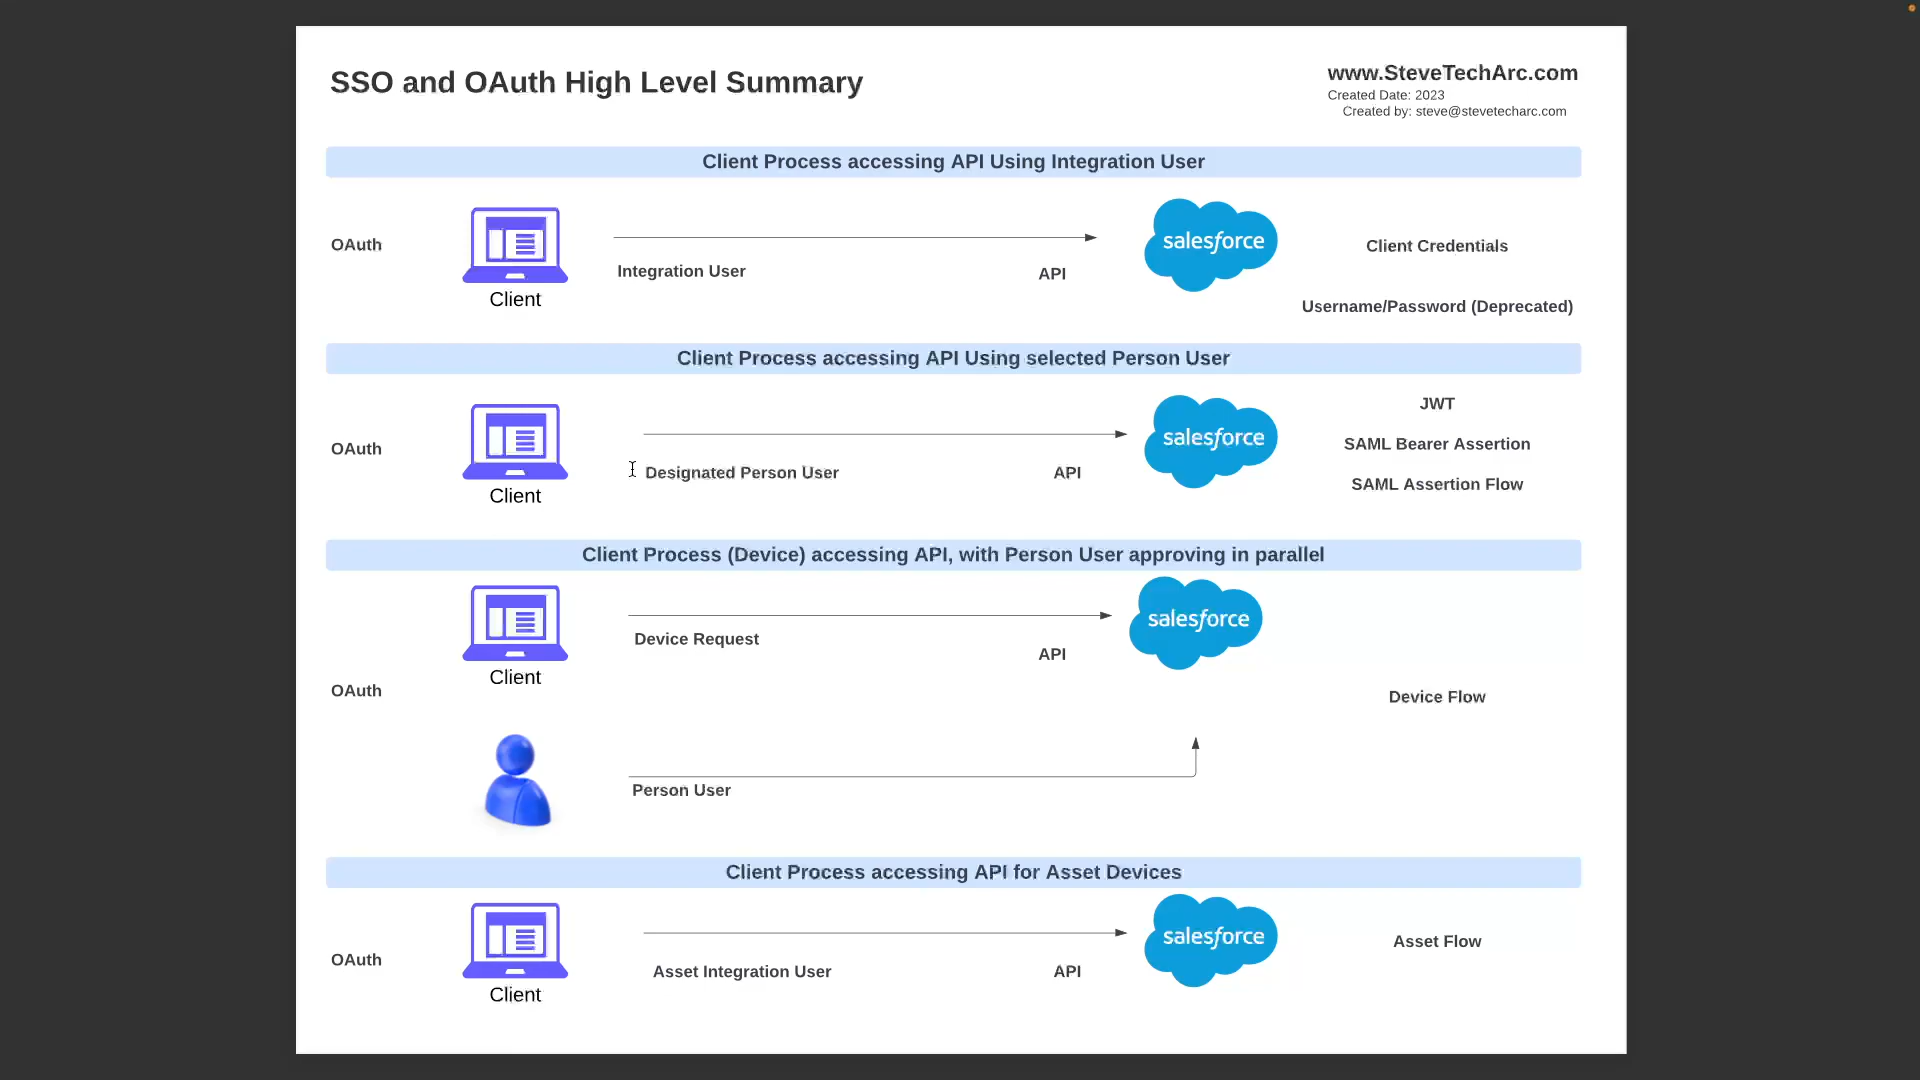 SSO and OAuth High Level Summary
www.SteveTechArc.com
Created Date: 2023
Created by: steve@stevetecharc.com
Client Process accessing API Using Integration User
OAuth
Client
Integration User
API
salesforce
Client Credentials
Username/Password (Deprecated)
Client Process accessing API Using selected Person User
OAuth
Client
Designated Person User
API
salesforce
JWT
SAML Bearer Assertion
SAML Assertion Flow
Client Process (Device) accessing API, with Person User approving in parallel
OAuth
Client
Device Request
API
salesforce
Device Flow
Person User
Client Process accessing API for Asset Devices
OAuth
Client
Asset Integration User
API
salesforce
Asset Flow